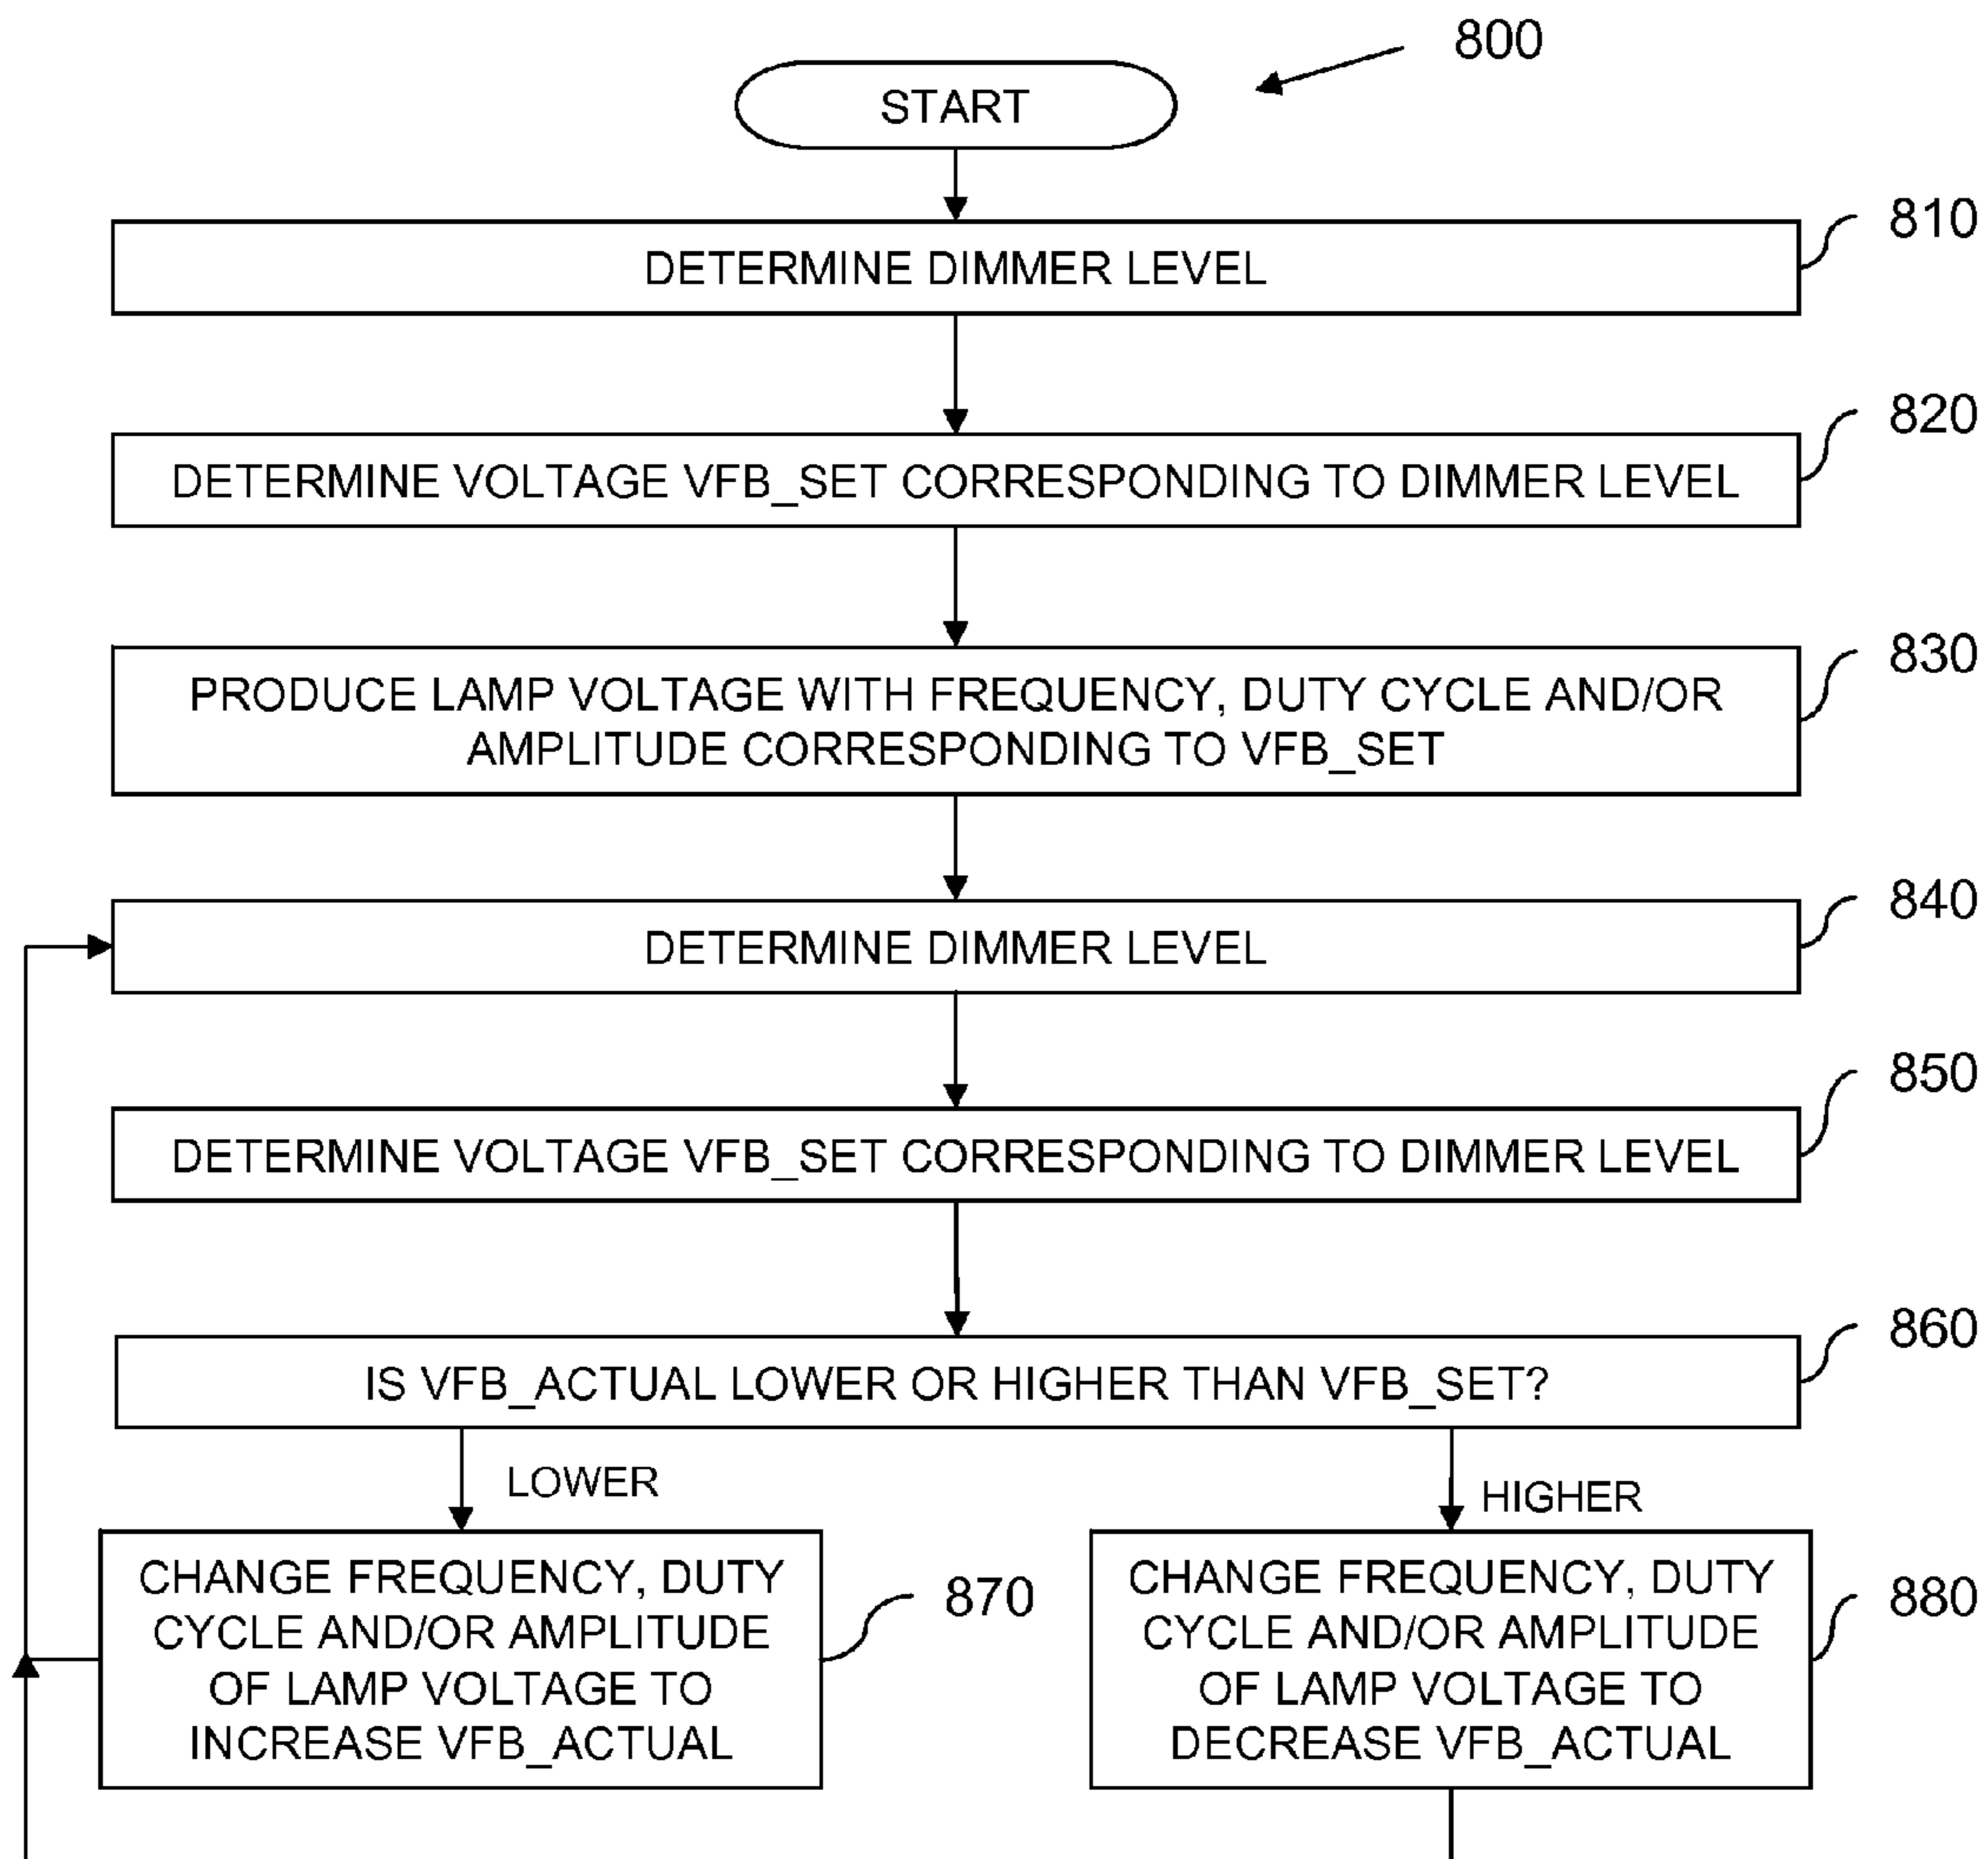 800
START
810
DETERMINE DIMMER LEVEL
820
DETERMINE VOLTAGE VFB_SET CORRESPONDING TO DIMMER LEVEL
830
PRODUCE LAMP VOLTAGE WITH FREQUENCY, DUTY CYCLE AND/OR
AMPLITUDE CORRESPONDING TO VFB_SET
840
DETERMINE DIMMER LEVEL
850
DETERMINE VOLTAGE VFB_SET CORRESPONDING TO DIMMER LEVEL
860
IS VFB_ACTUAL LOWER OR HIGHER THAN VFB_SET?
LOWER
HIGHER
CHANGE FREQUENCY, DUTY
CYCLE AND/OR AMPLITUDE
OF LAMP VOLTAGE TO
INCREASE VFB_ACTUAL
870
CHANGE FREQUENCY, DUTY
CYCLE AND/OR AMPLITUDE
OF LAMP VOLTAGE TO
DECREASE VFB_ACTUAL
880